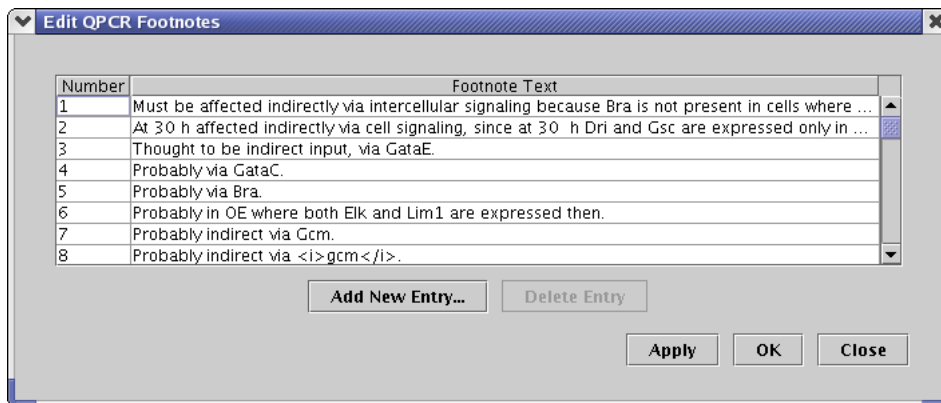 Edit QPCR Footnotes
Number Footnote Text
1 Must be affected indirectly via intercellular signaling because Bra is not present in cells where ...
2 At 30 h affected indirectly via cell signaling, since at 30  h Dri and Gsc are expressed only in ...
3 Thought to be indirect input, via GataE.
4 Probably via GataC.
5 Probably via Bra.
6 Probably in OE where both Elk and Lim1 are expressed then.
7 Probably indirect via Gcm.
8 Probably indirect via <i>gcm</i>.
Add New Entry... Delete Entry
Apply OK Close